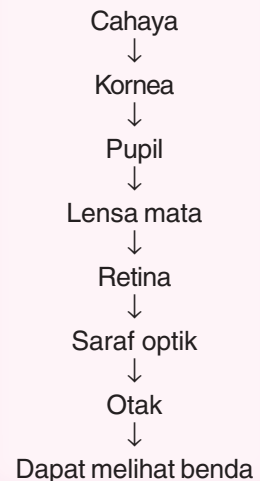 Cahaya
↓
Kornea
↓
Pupil
↓
Lensa mata
↓
Retina
↓
Saraf optik
↓
Otak
↓
Dapat melihat benda